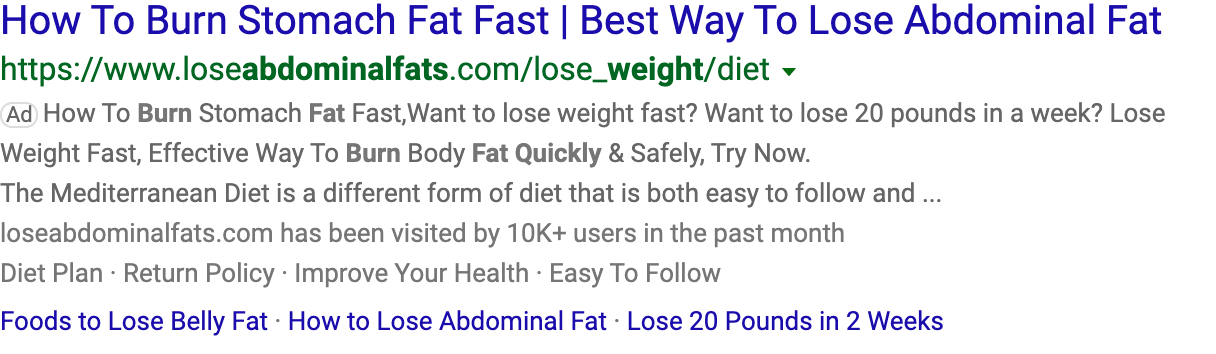 How To Burn Stomach Fat Fast | Best Way To Lose Abdominal Fat
https://www.loseabdominalfats.com/lose_weight/diet
Ad How To Burn Stomach Fat Fast,Want to lose weight fast? Want to lose 20 pounds in a week? Lose
Weight Fast, Effective Way To Burn Body Fat Quickly & Safely, Try Now.
The Mediterranean Diet is a different form of diet that is both easy to follow and ...
loseabdominalfats.com has been visited by 10K+ users in the past month
Diet Plan · Return Policy · Improve Your Health · Easy To Follow
Foods to Lose Belly Fat · How to Lose Abdominal Fat · Lose 20 Pounds in 2 Weeks